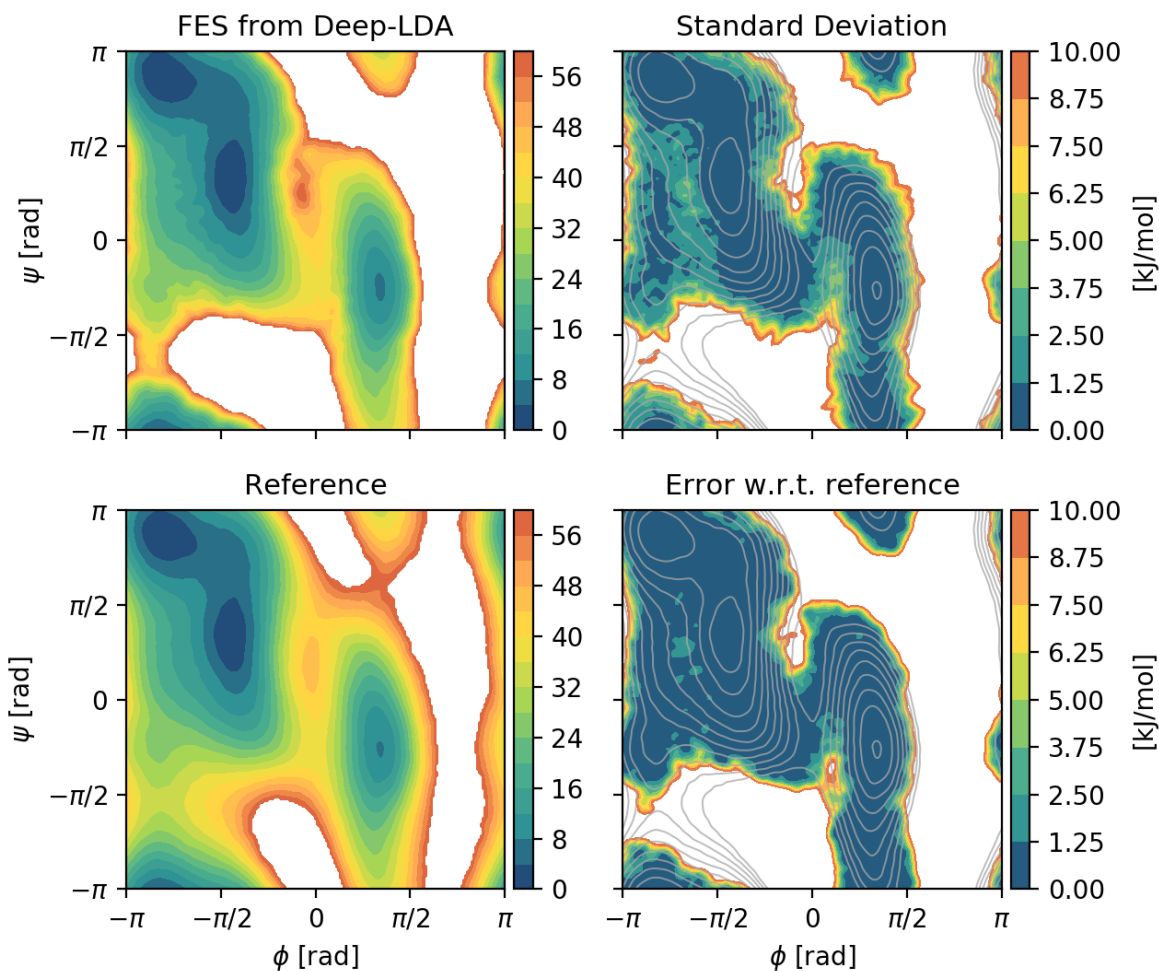 FES from Deep-LDA
Standard Deviation
π
π/2
0
−π/2
−π
ψ [rad]
56
48
40
32
24
16
8
0
10.00
8.75
7.50
6.25
5.00
3.75
2.50
1.25
0.00
[kJ/mol]
Reference
Error w.r.t. reference
π
π/2
0
−π/2
−π
ψ [rad]
56
48
40
32
24
16
8
0
10.00
8.75
7.50
6.25
5.00
3.75
2.50
1.25
0.00
[kJ/mol]
−π −π/2 0 π/2 π
−π −π/2 0 π/2 π
ϕ [rad]
ϕ [rad]